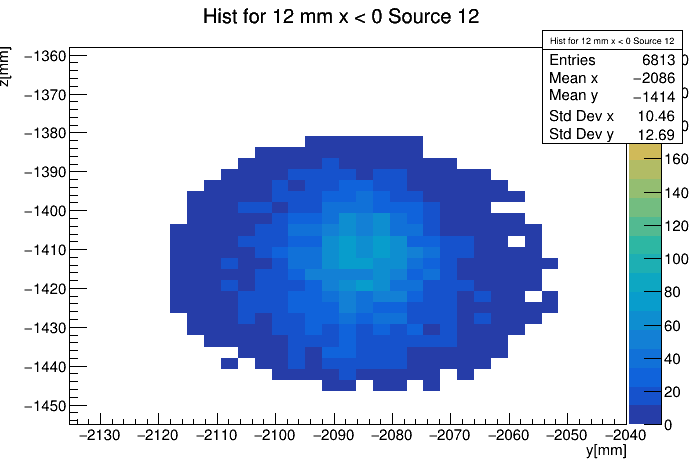 Hist for 12 mm x < 0 Source 12
Hist for 12 mm x < 0 Source 12
Entries 6813
Mean x −2086
Mean y −1414
Std Dev x 10.46
Std Dev y 12.69
z[mm]
−1360
−1370
−1380
−1390
−1400
−1410
−1420
−1430
−1440
−1450
0
0
160
140
120
100
80
60
40
20
0
−2130 −2120 −2110 −2100 −2090 −2080 −2070 −2060 −2050 −2040
y[mm]